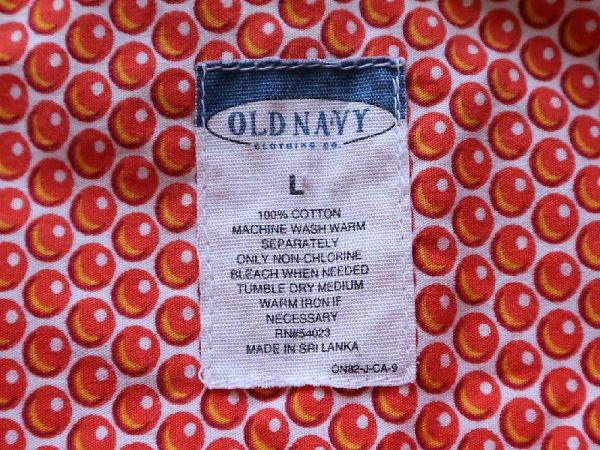 OLD NAVY
CLOTHING CO.
L
100% COTTON
MACHINE WASH WARM
SEPARATELY
ONLY NON-CHLORINE
BLEACH WHEN NEEDED
TUMBLE DRY MEDIUM
WARM IRON IF
NECESSARY
RN#54023
MADE IN SRI LANKA
ON82-J-CA-9